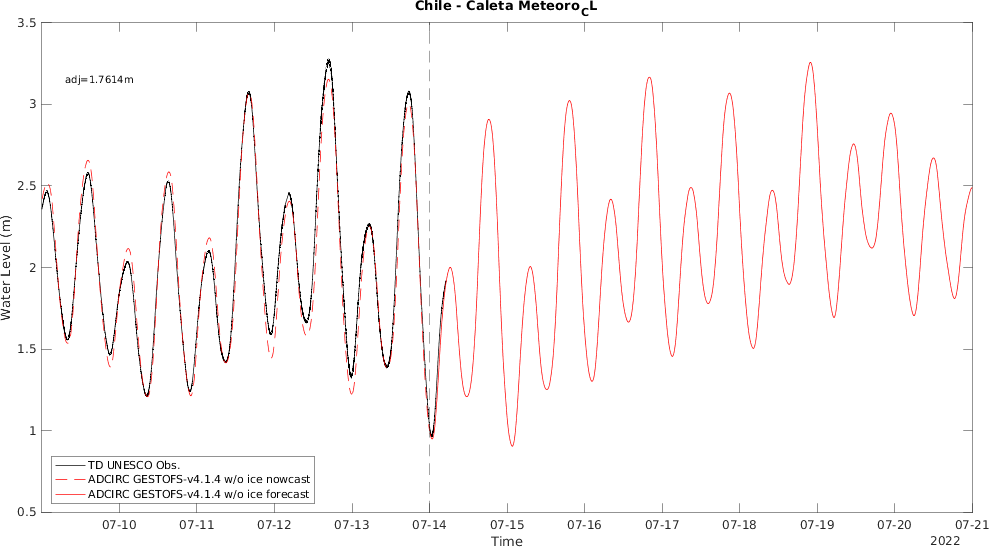 Chile - Caleta Meteoro_CL
3.5
adj=1.7614m
3
2.5
2
1.5
1
0.5
Water Level (m)
TD UNESCO Obs.
ADCIRC GESTOFS-v4.1.4 w/o ice nowcast
ADCIRC GESTOFS-v4.1.4 w/o ice forecast
07-10 07-11 07-12 07-13 07-14 07-15 07-16 07-17 07-18 07-19 07-20 07-21
Time
2022